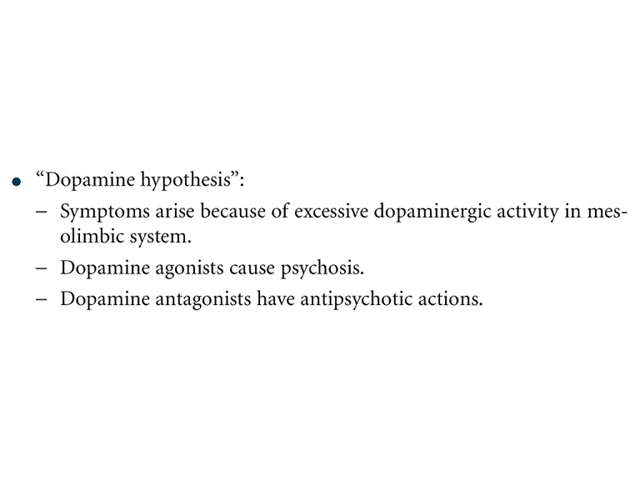 ● “Dopamine hypothesis”:
– Symptoms arise because of excessive dopaminergic activity in mes-
olimbic system.
– Dopamine agonists cause psychosis.
– Dopamine antagonists have antipsychotic actions.